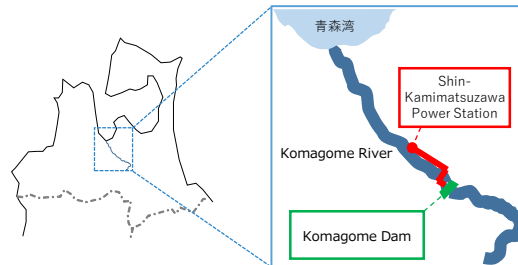 青森湾
Shin-
Kamimatsuzawa
Power Station
Komagome River
Komagome Dam